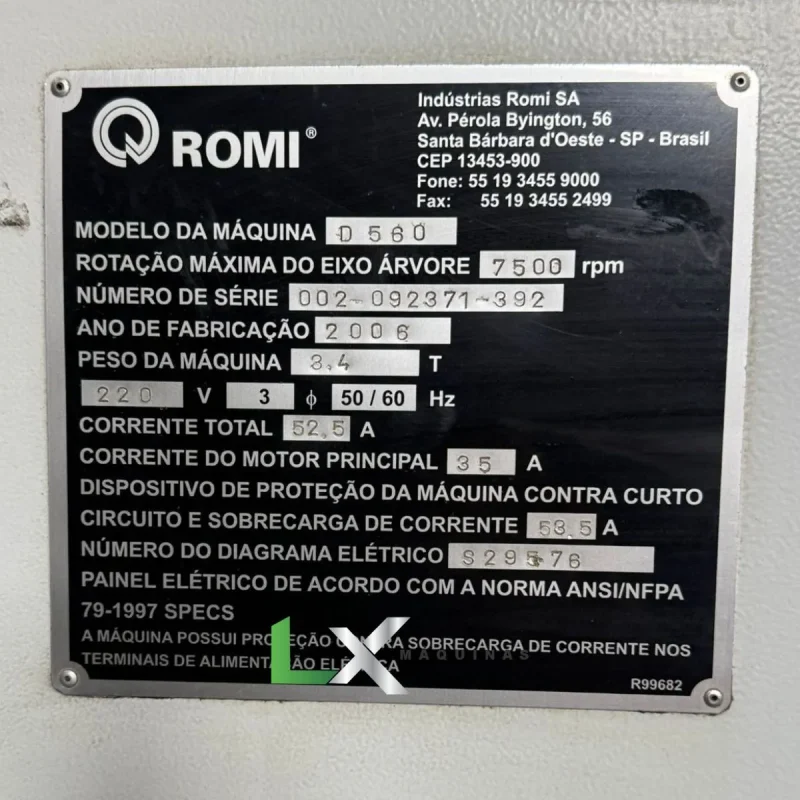 ROMI®
Indústrias Romi SA
Av. Pérola Byington, 56
Santa Bárbara d'Oeste - SP - Brasil
CEP 13453-900
Fone: 55 19 3455 9000
Fax: 55 19 3455 2499
MODELO DA MÁQUINA D 560
ROTAÇÃO MÁXIMA DO EIXO ÁRVORE 7500 rpm
NÚMERO DE SÉRIE 002-092371-392
ANO DE FABRICAÇÃO 2006
PESO DA MÁQUINA 3,4 T
220 V 3 ϕ 50 / 60 Hz
CORRENTE TOTAL 52,5 A
CORRENTE DO MOTOR PRINCIPAL 35 A
DISPOSITIVO DE PROTEÇÃO DA MÁQUINA CONTRA CURTO
CIRCUITO E SOBRECARGA DE CORRENTE 53,5 A
NÚMERO DO DIAGRAMA ELÉTRICO S29576
PAINEL ELÉTRICO DE ACORDO COM A NORMA ANSI/NFPA
79-1997 SPECS
A MÁQUINA POSSUI PROTEÇÃO CONTRA SOBRECARGA DE CORRENTE NOS
TERMINAIS DE ALIMENTAÇÃO ELÉTRICA
LX
MÁQUINAS
R99682